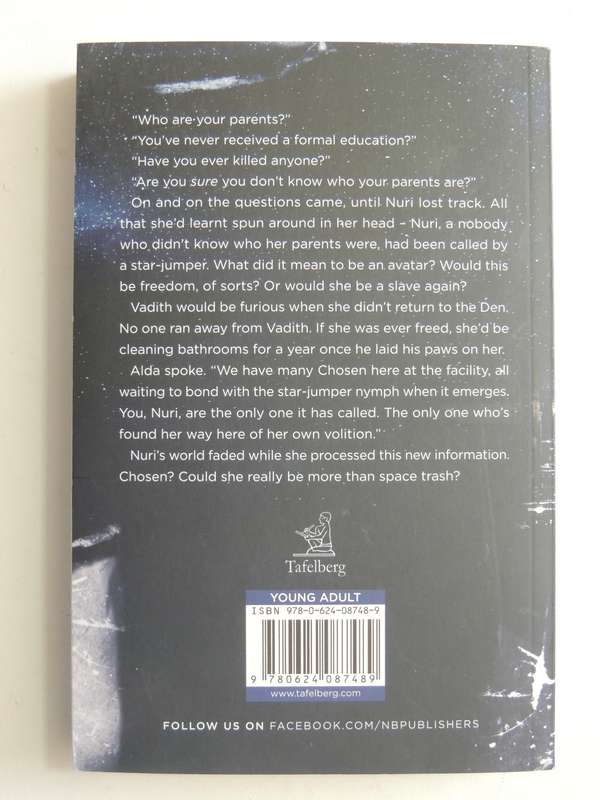 “Who are your parents?”
“You’ve never received a formal education?”
“Have you ever killed anyone?”
“Are you sure you don’t know who your parents are?”
On and on the questions came, until Nuri lost track. All
that she’d learnt spun around in her head – Nuri, a nobody
who didn’t know who her parents were, had been called by
a star-jumper. What did it mean to be an avatar? Would this
be freedom, of sorts? Or would she be a slave again?
Vadith would be furious when she didn’t return to the Den.
No one ran away from Vadith. If she was ever freed, she’d be
cleaning bathrooms for a year once he laid his paws on her.
Alda spoke. “We have many Chosen here at the facility, all
waiting to bond with the star-jumper nymph when it emerges.
You, Nuri, are the only one it has called. The only one who’s
found her way here of her own volition.”
Nuri’s world faded while she processed this new information.
Chosen? Could she really be more than space trash?
Tafelberg
YOUNG ADULT
ISBN 978-0-624-08748-9
9 780624 087489
www.tafelberg.com
FOLLOW US ON FACEBOOK.COM/NBPUBLISHERS